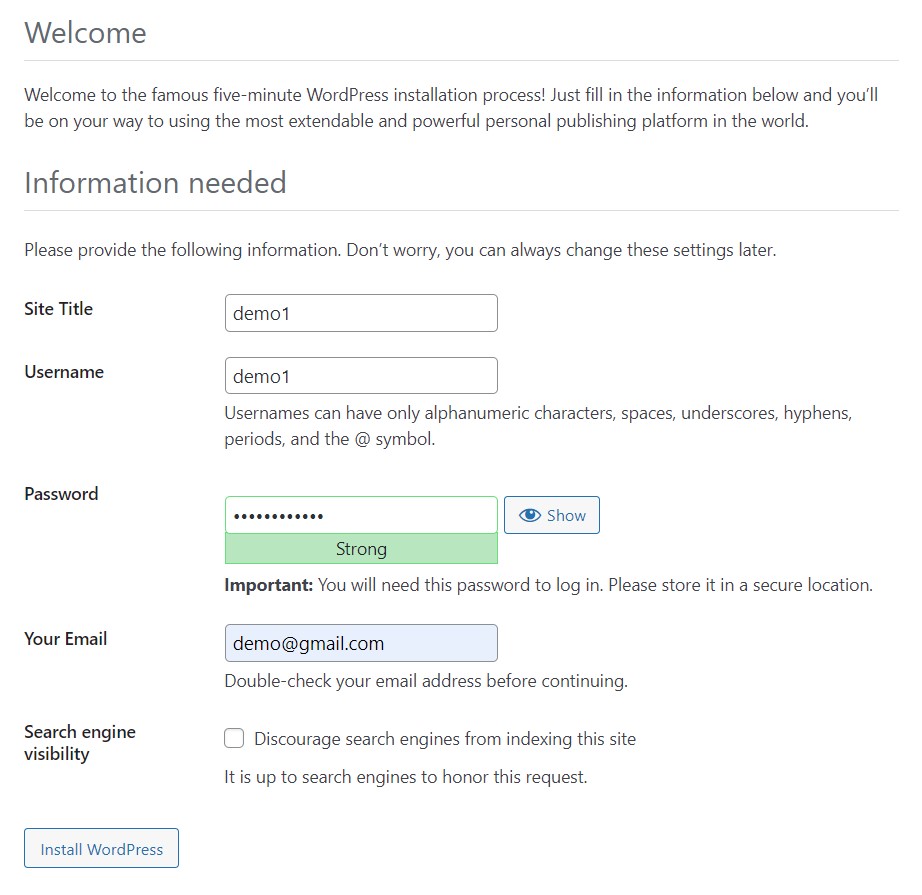 Welcome
Welcome to the famous five-minute WordPress installation process! Just fill in the information below and you’ll
be on your way to using the most extendable and powerful personal publishing platform in the world.
Information needed
Please provide the following information. Don’t worry, you can always change these settings later.
Site Title
demo1
Username
demo1
Usernames can have only alphanumeric characters, spaces, underscores, hyphens,
periods, and the @ symbol.
Password
••••••••••••
Show
Strong
Important: You will need this password to log in. Please store it in a secure location.
Your Email
demo@gmail.com
Double-check your email address before continuing.
Search engine
visibility
Discourage search engines from indexing this site
It is up to search engines to honor this request.
Install WordPress